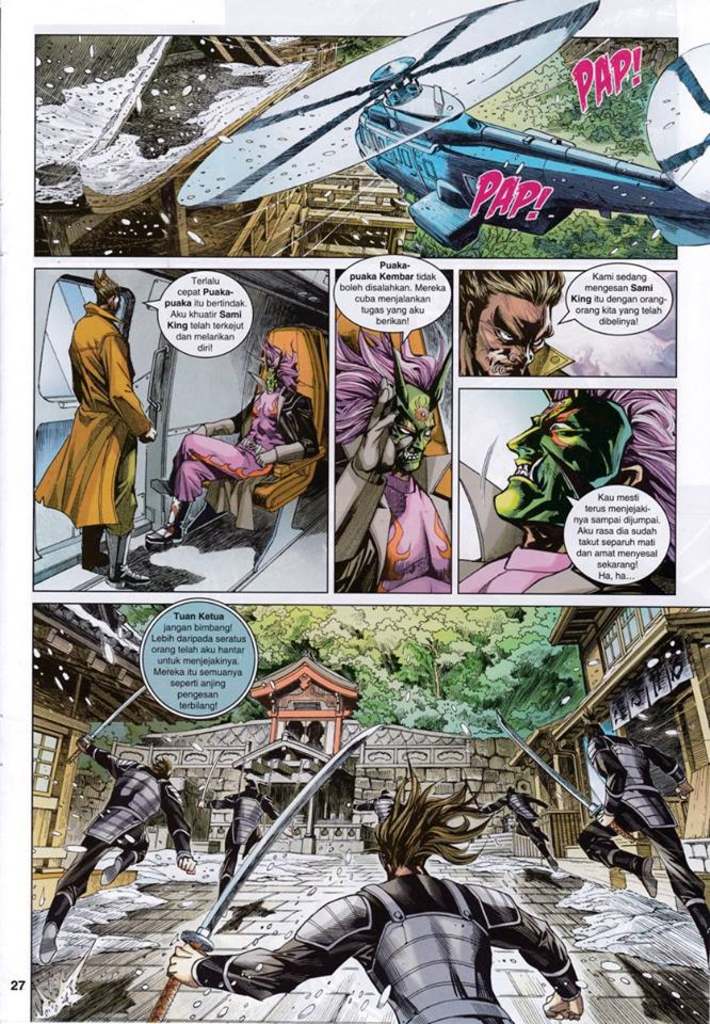 PAP!
PAP!
Terlalu
cepat Puaka-
puaka itu bertindak.
Aku khuatir Sami
King telah terkejut
dan melarikan
diri!
Puaka-
puaka Kembar tidak
boleh disalahkan. Mereka
cuba menjalankan
tugas yang aku
berikan!
Kami sedang
mengesan Sami
King itu dengan orang-
orang kita yang telah
dibelinya!
Kau mesti
terus menjejaki-
nya sampai dijumpai.
Aku rasa dia sudah
takut separuh mati
dan amat menyesal
sekarang!
Ha, ha...
Tuan Ketua
jangan bimbang!
Lebih daripada seratus
orang telah aku hantar
untuk menjejakinya.
Mereka itu semuanya
seperti anjing
pengesan
terbilang!
27